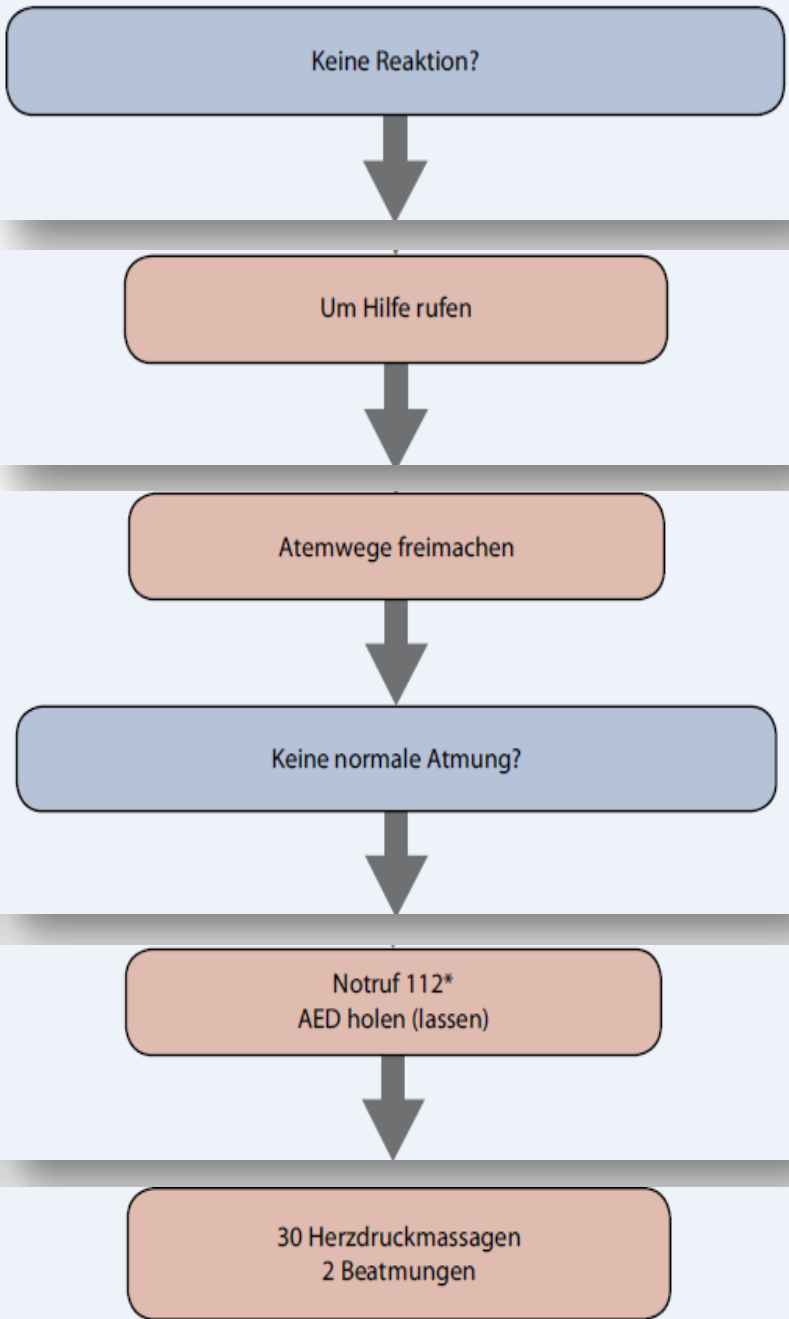 Keine Reaktion?
Um Hilfe rufen
Atemwege freimachen
Keine normale Atmung?
Notruf 112*
AED holen (lassen)
30 Herzdruckmassagen
2 Beatmungen